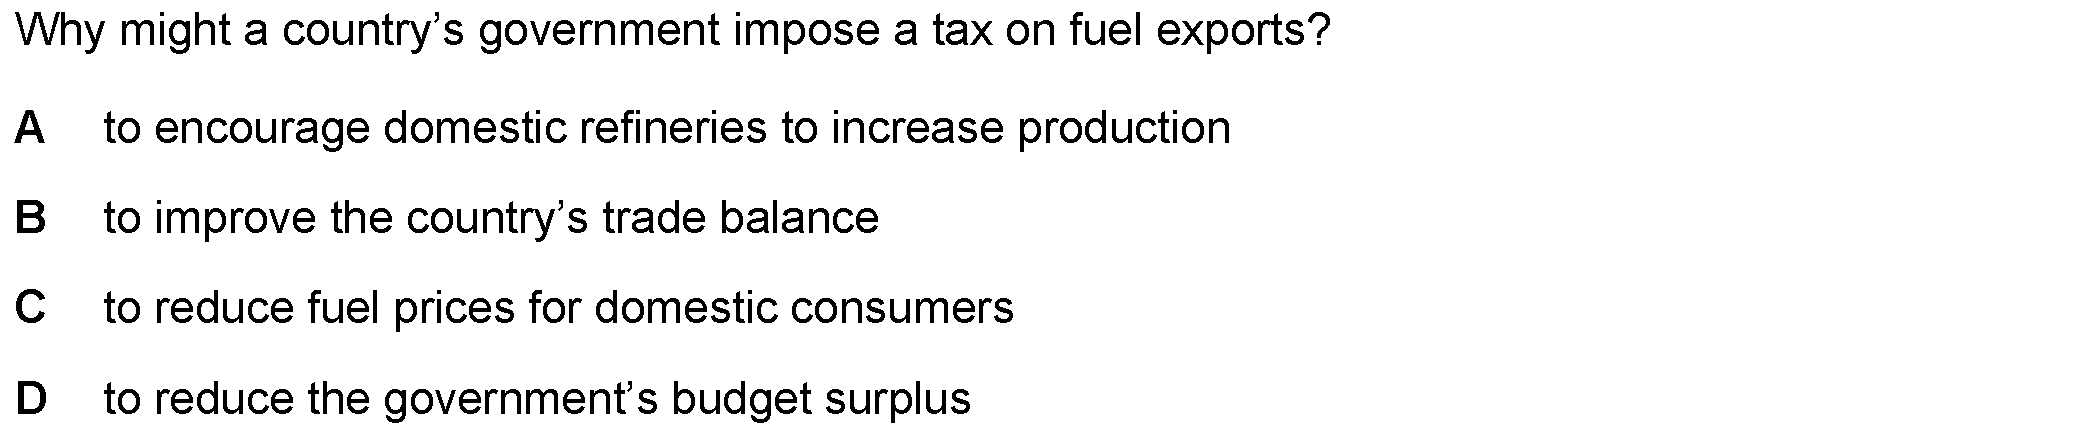 Why might a country’s government impose a tax on fuel exports?
A to encourage domestic refineries to increase production
B to improve the country’s trade balance
C to reduce fuel prices for domestic consumers
D to reduce the government’s budget surplus